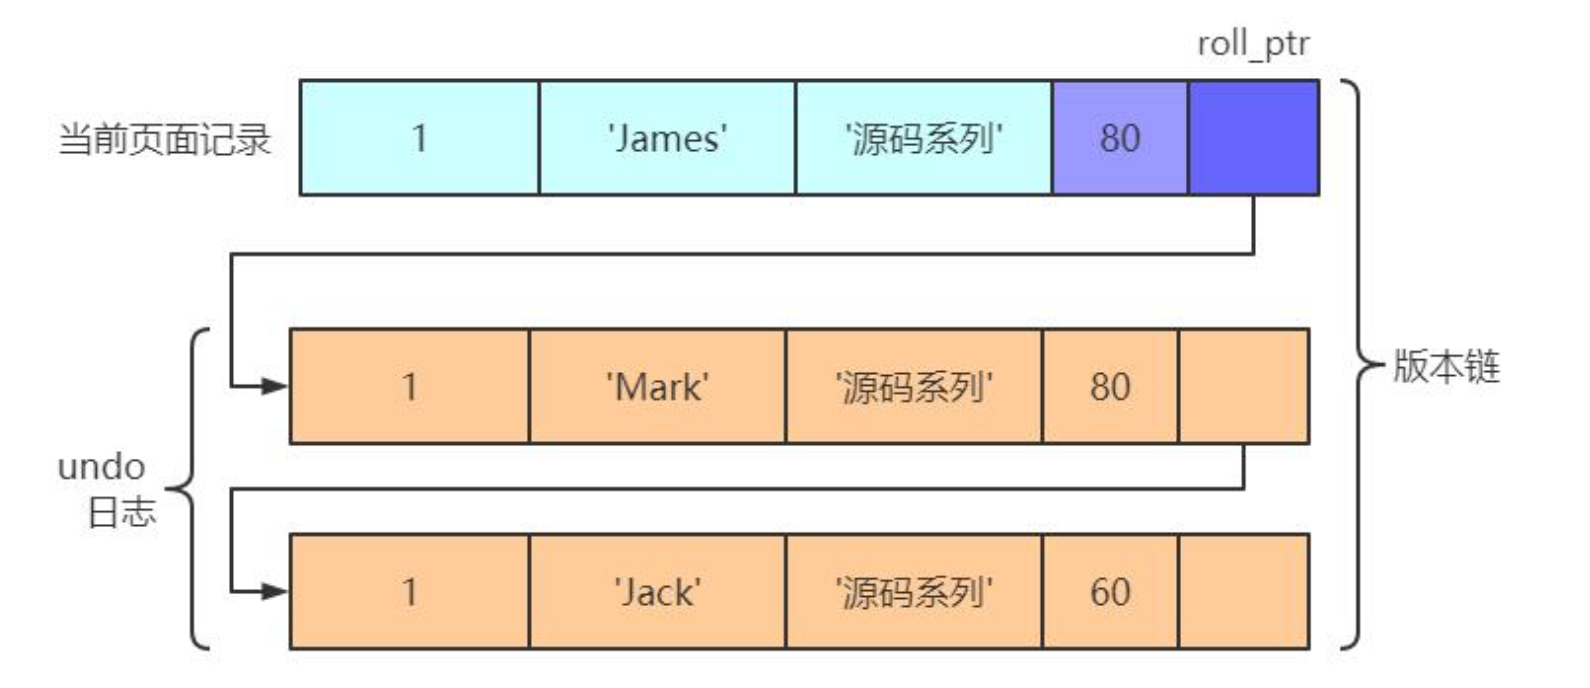 roll_ptr
当前页面记录
1
'James'
'源码系列'
80
1
'Mark'
'源码系列'
80
版本链
undo
日志
1
'Jack'
'源码系列'
60